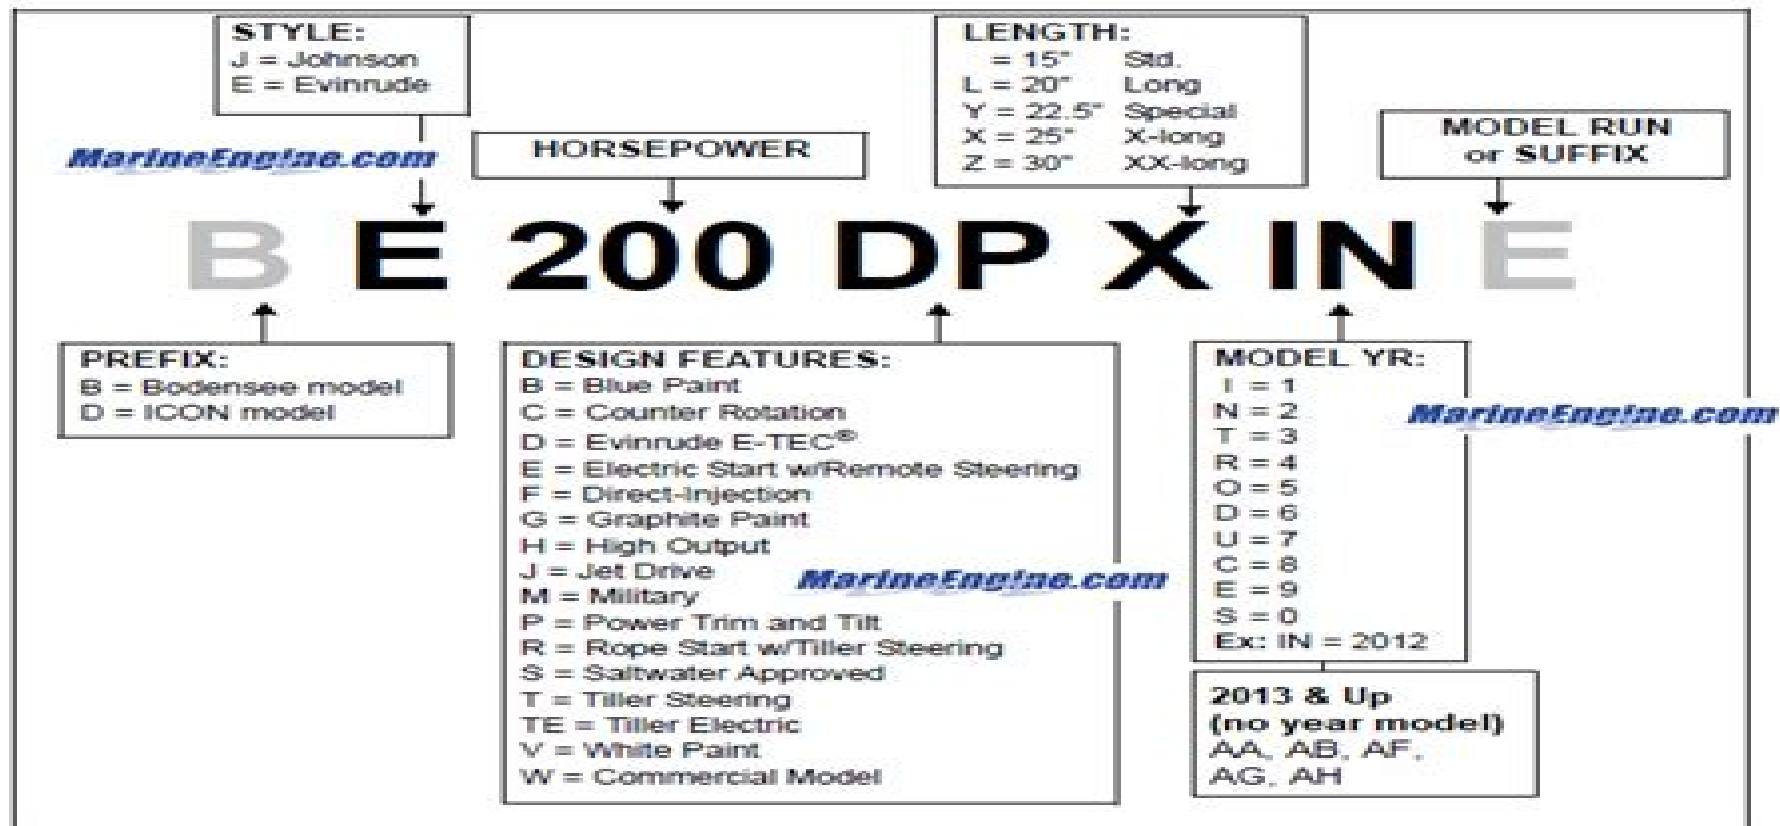 STYLE:
J = Johnson
E = Evinrude
LENGTH:
= 15" Std.
L = 20" Long
Y = 22.5" Special
X = 25" X-long
Z = 30" XX-long
MarineEngine.com
HORSEPOWER
MODEL RUN
or SUFFIX
B E 200 DP X IN E
PREFIX:
B = Bodensee model
D = ICON model
DESIGN FEATURES:
B = Blue Paint
C = Counter Rotation
D = Evinrude E-TEC®
E = Electric Start w/Remote Steering
F = Direct-Injection
G = Graphite Paint
H = High Output
J = Jet Drive
M = Military
P = Power Trim and Tilt
R = Rope Start w/Tiller Steering
S = Saltwater Approved
T = Tiller Steering
TE = Tiller Electric
V = White Paint
W = Commercial Model
MarineEngine.com
MODEL YR:
I = 1
N = 2
T = 3
R = 4
O = 5
D = 6
U = 7
C = 8
E = 9
S = 0
Ex: IN = 2012
MarineEngine.com
2013 & Up
(no year model)
AA, AB, AF,
AG, AH